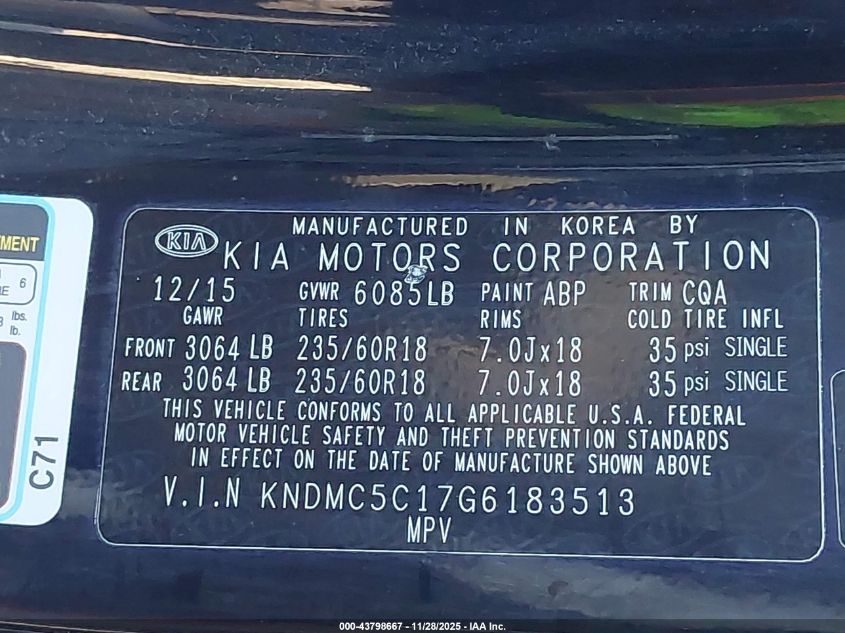 MANUFACTURED IN KOREA BY
KIA KIA MOTORS CORPORATION
12/15 GVWR 6085LB PAINT ABP TRIM CQA
GAWR TIRES RIMS COLD TIRE INFL
FRONT 3064 LB 235/60R18 7.0Jx18 35 psi SINGLE
REAR 3064 LB 235/60R18 7.0Jx18 35 psi SINGLE
THIS VEHICLE CONFORMS TO ALL APPLICABLE U.S.A. FEDERAL
MOTOR VEHICLE SAFETY AND THEFT PREVENTION STANDARDS
IN EFFECT ON THE DATE OF MANUFACTURE SHOWN ABOVE
V.I.N KNDMC5C17G6183513
MPV
6
lbs.
lb.
C71
000-43798667 - 11/28/2025 - IAA Inc.